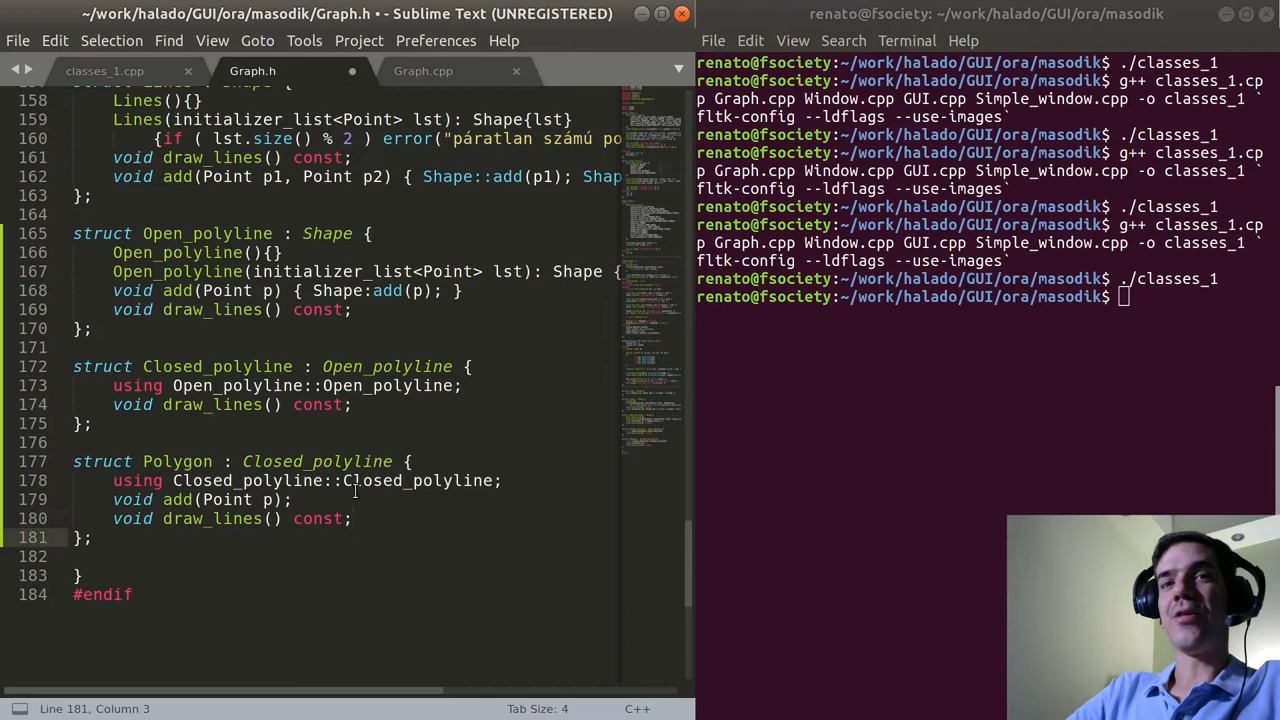 ~/work/halado/GUI/ora/masodik/Graph.h • - Sublime Text (UNREGISTERED)
File Edit Selection Find View Goto Tools Project Preferences Help
classes_1.cpp × Graph.h Graph.cpp ×
158 Lines(){}
159 Lines(initializer_list<Point> lst): Shape{lst}
160 {if ( lst.size() % 2 ) error("páratlan számú po
161 void draw_lines() const;
162 void add(Point p1, Point p2) { Shape::add(p1); Shap
163 };
164
165 struct Open_polyline : Shape {
166 Open_polyline(){}
167 Open_polyline(initializer_list<Point> lst): Shape {
168 void add(Point p) { Shape:add(p); }
169 void draw_lines() const;
170 };
171
172 struct Closed_polyline : Open_polyline {
173 using Open_polyline::Open_polyline;
174 void draw_lines() const;
175 };
176
177 struct Polygon : Closed_polyline {
178 using Closed_polyline::Closed_polyline;
179 void add(Point p);
180 void draw_lines() const;
181 };
182
183 }
184 #endif
Line 181, Column 3 Tab Size: 4 C++
renato@fsociety: ~/work/halado/GUI/ora/masodik
File Edit View Search Terminal Help
renato@fsociety:~/work/halado/GUI/ora/masodik$ ./classes_1
renato@fsociety:~/work/halado/GUI/ora/masodik$ g++ classes_1.cp
p Graph.cpp Window.cpp GUI.cpp Simple_window.cpp -o classes_1 `
fltk-config --ldflags --use-images`
renato@fsociety:~/work/halado/GUI/ora/masodik$ ./classes_1
renato@fsociety:~/work/halado/GUI/ora/masodik$ g++ classes_1.cp
p Graph.cpp Window.cpp GUI.cpp Simple_window.cpp -o classes_1 `
fltk-config --ldflags --use-images`
renato@fsociety:~/work/halado/GUI/ora/masodik$ ./classes_1
renato@fsociety:~/work/halado/GUI/ora/masodik$ g++ classes_1.cp
p Graph.cpp Window.cpp GUI.cpp Simple_window.cpp -o classes_1 `
fltk-config --ldflags --use-images`
renato@fsociety:~/work/halado/GUI/ora/masodik$ ./classes_1
renato@fsociety:~/work/halado/GUI/ora/masodik$